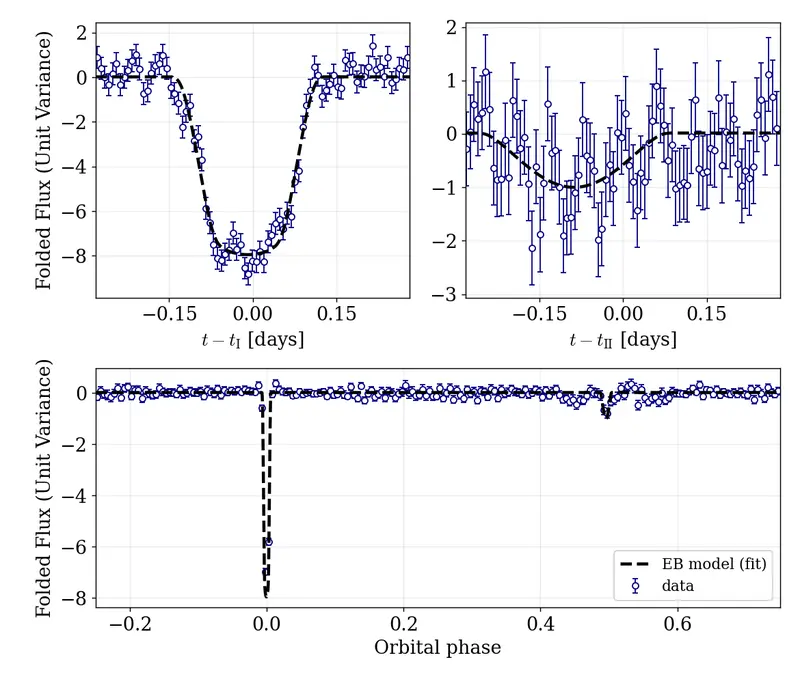 Folded Flux (Unit Variance)
2
0
−2
−4
−6
−8
−0.15 0.00 0.15
t − tI [days]
2
1
0
−1
−2
−3
−0.15 0.00 0.15
t − tII [days]
Folded Flux (Unit Variance)
0
−2
−4
−6
−8
EB model (fit)
data
−0.2 0.0 0.2 0.4 0.6
Orbital phase